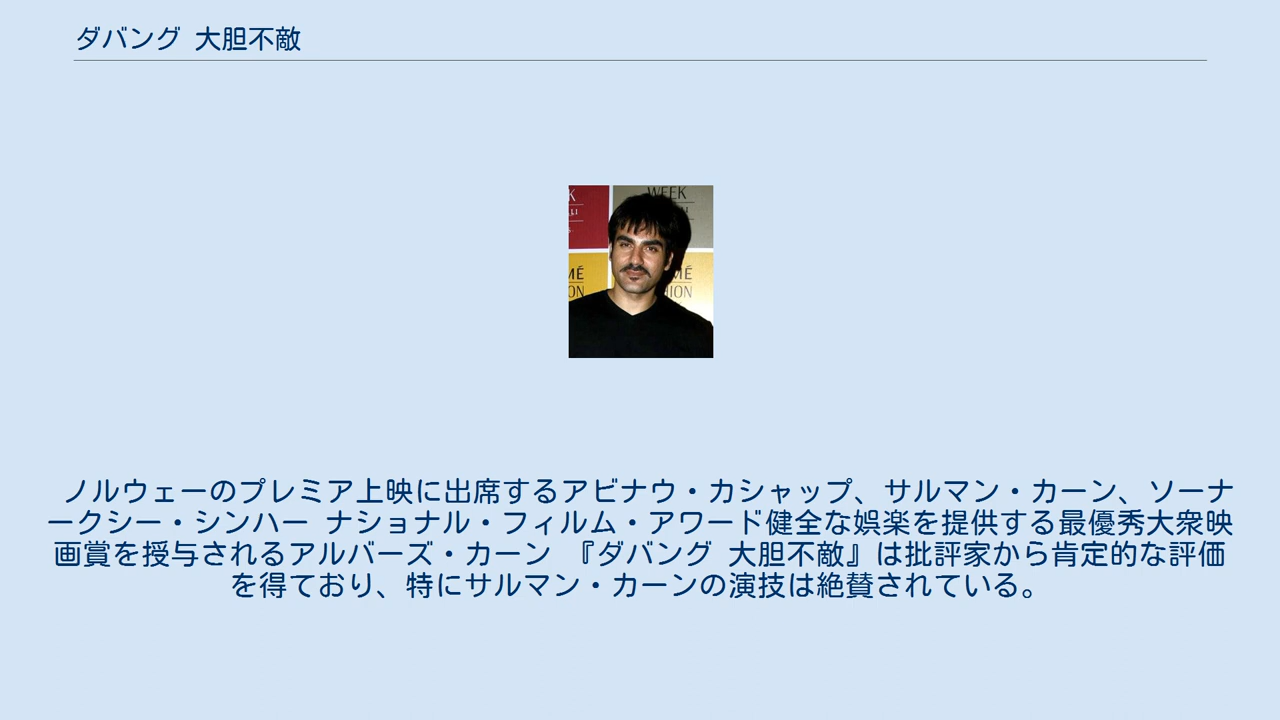 ダバング 大胆不敵
K
WEEK
MÉ
ION
MÉ
HION
ノルウェーのプレミア上映に出席するアビナウ・カシャップ、サルマン・カーン、ソーナ
ークシー・シンハー ナショナル・フィルム・アワード健全な娯楽を提供する最優秀大衆映
画賞を授与されるアルバーズ・カーン 『ダバング 大胆不敵』は批評家から肯定的な評価
を得ており、特にサルマン・カーンの演技は絶賛されている。